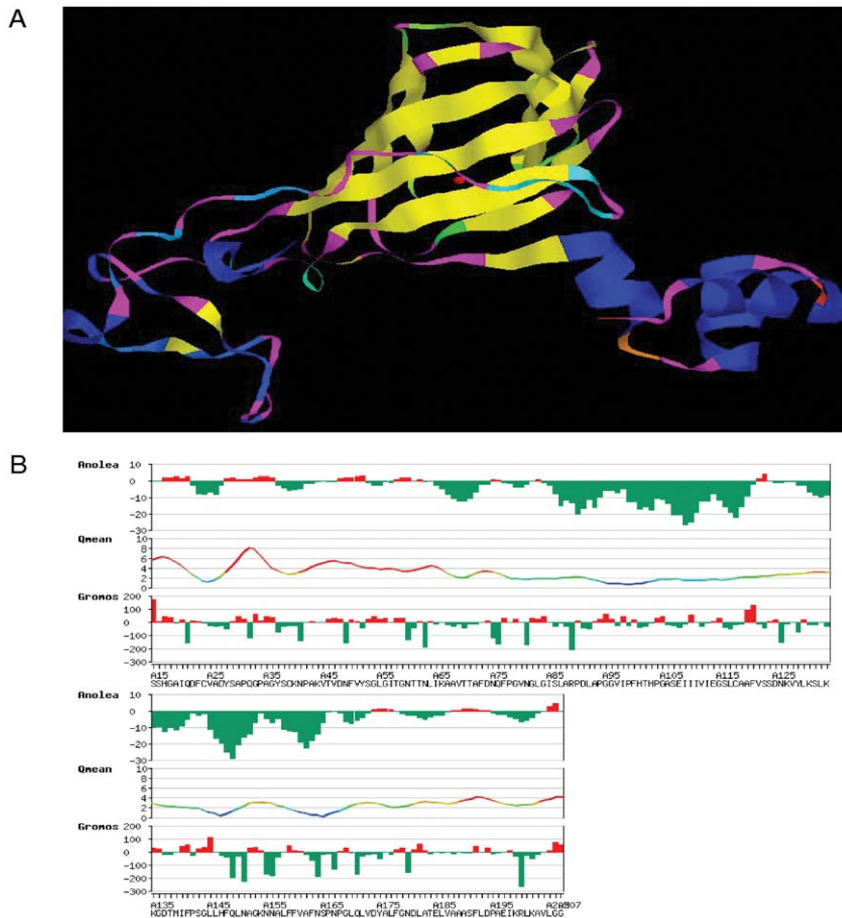 A
B
Anolea
10
0
-10
-20
-30
Qmean
10
8
6
4
2
0
Gromos
200
100
0
-100
-200
-300
A15 A25 A35 A45 A55 A65 A75 A85 A95 A105 A115 A125
SSHGAIQDFCVADYSAPQGPAGYSCKNPAKVTVDNFVYSGLGITGNTTNLIKAAVTTAFDNQFPGVNGLGISLARPDLAPGGVIPFHTHPGASEIIIVIEGSLCAAFVSSDNKVYLKSLK
Anolea
10
0
-10
-20
-30
Qmean
10
8
6
4
2
0
Gromos
200
100
0
-100
-200
-300
A135 A145 A155 A165 A175 A185 A195
KGDTMIFPSGLLHFQLNAGKNNALFFVAFNSPNPGLQLVDYALFGNDLATELVAAASFLDPAEIKRLKAVLGG